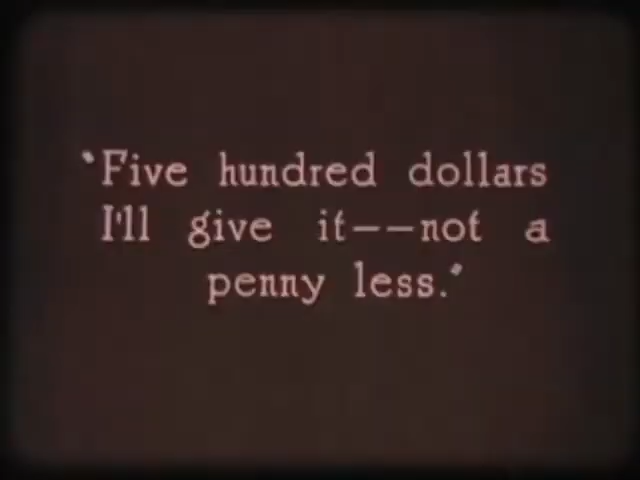 "Five hundred dollars
I'll give it--not a
penny less."